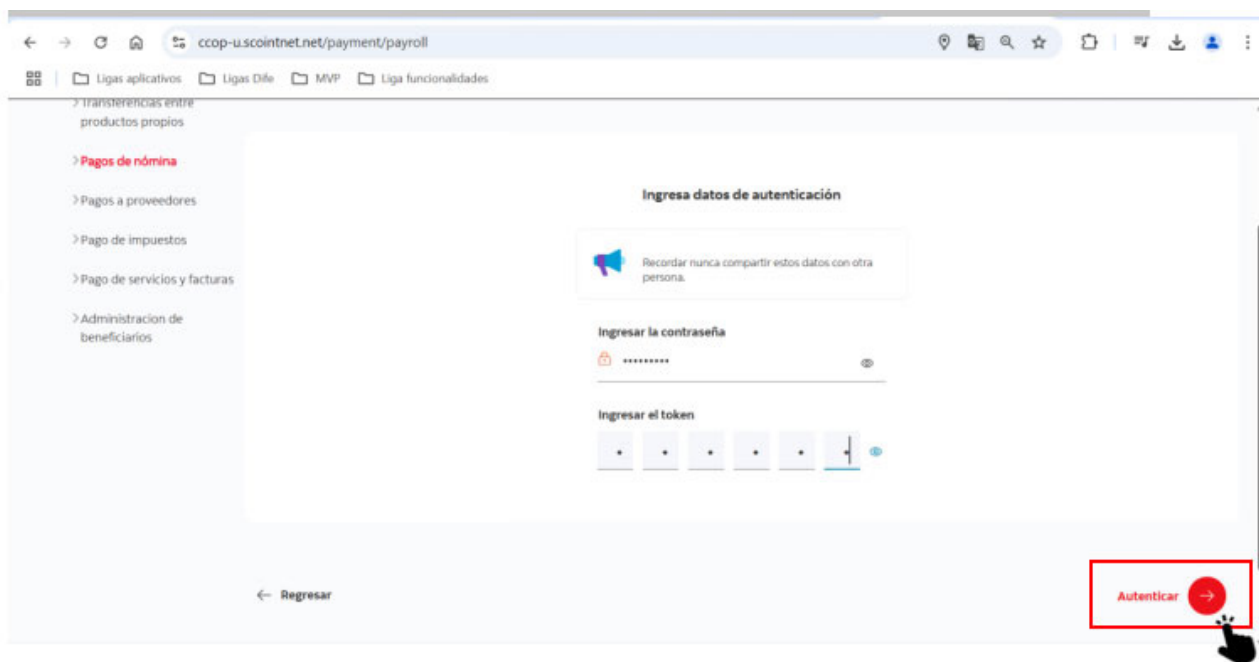 ccop-u.scointnet.net/payment/payroll
Ligas aplicativos Ligas Dife MVP Liga funcionalidades
Transferencias entre
productos propios
Pagos de nómina
Pagos a proveedores
Pago de impuestos
Pago de servicios y facturas
Administracion de
beneficiarios
Ingresa datos de autenticación
Recordar nunca compartir estos datos con otra
persona.
Ingresar la contraseña
•••••••••
Ingresar el token
• • • • • •
Regresar
Autenticar